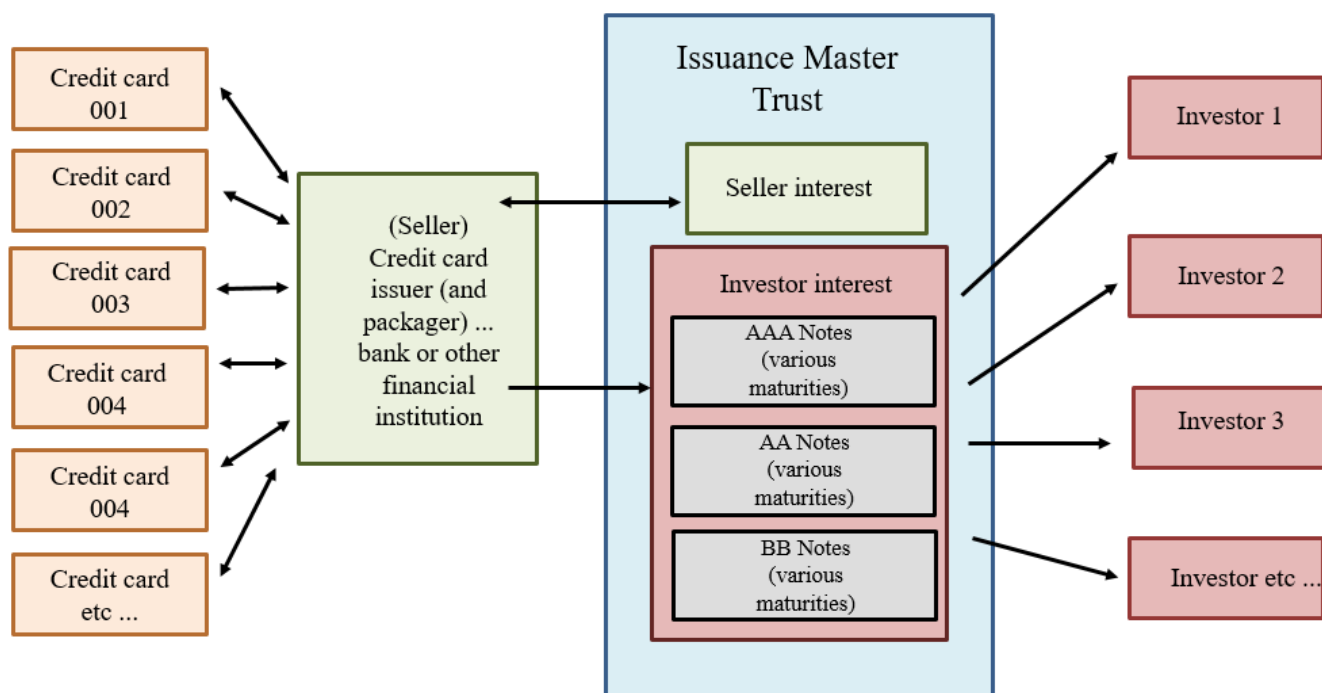 Credit card
001
Credit card
002
Credit card
003
Credit card
004
Credit card
004
Credit card
etc ...
(Seller)
Credit card
issuer (and
packager) ...
bank or other
financial
institution
Issuance Master
Trust
Seller interest
Investor interest
AAA Notes
(various
maturities)
AA Notes
(various
maturities)
BB Notes
(various
maturities)
Investor 1
Investor 2
Investor 3
Investor etc ...